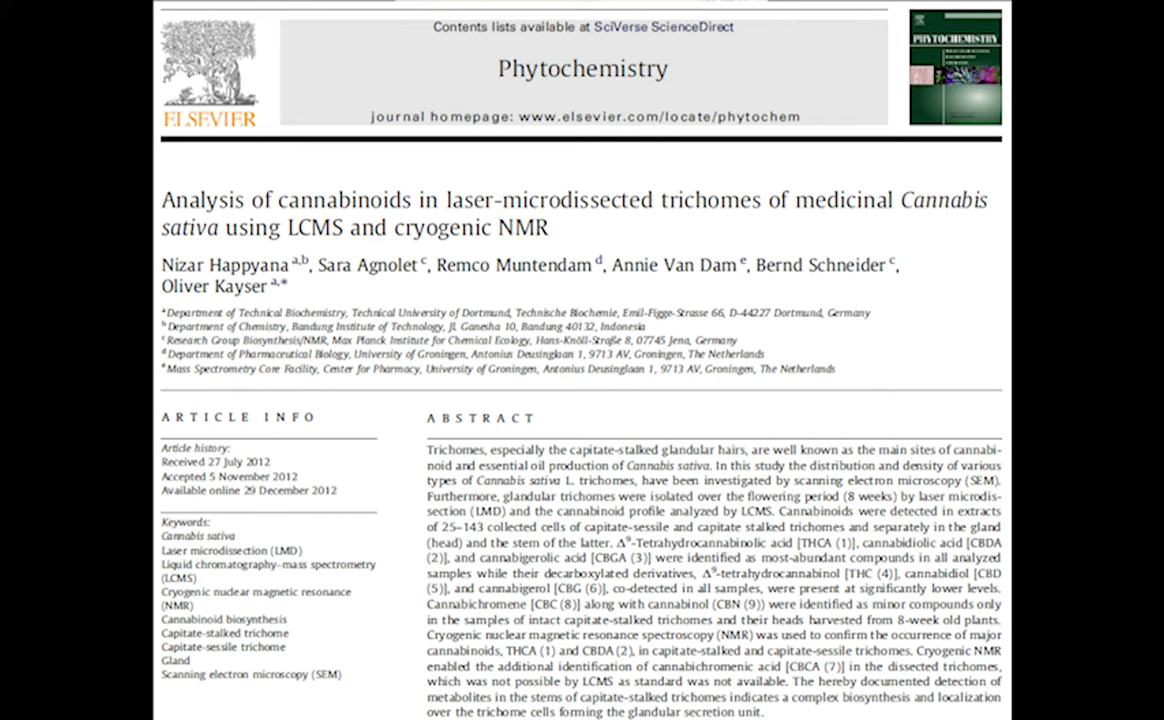 Contents lists available at SciVerse ScienceDirect
Phytochemistry
journal homepage: www.elsevier.com/locate/phytochem
ELSEVIER
PHYTOCHEMISTRY
Analysis of cannabinoids in laser-microdissected trichomes of medicinal Cannabis
sativa using LCMS and cryogenic NMR
Nizar Happyana a,b, Sara Agnolet c, Remco Muntendam d, Annie Van Dam e, Bernd Schneider c,
Oliver Kayser a,*
a Department of Technical Biochemistry, Technical University of Dortmund, Technische Biochemie, Emil-Figge-Strasse 66, D-44227 Dortmund, Germany
b Department of Chemistry, Bandung Institute of Technology, Jl. Ganesha 10, Bandung 40132, Indonesia
c Research Group Biosynthesis/NMR, Max Planck Institute for Chemical Ecology, Hans-Knöll-Straße 8, 07745 Jena, Germany
d Department of Pharmaceutical Biology, University of Groningen, Antonius Deusinglaan 1, 9713 AV, Groningen, The Netherlands
e Mass Spectrometry Core Facility, Center for Pharmacy, University of Groningen, Antonius Deusinglaan 1, 9713 AV, Groningen, The Netherlands
ARTICLE INFO
Article history:
Received 27 July 2012
Accepted 5 November 2012
Available online 29 December 2012
Keywords:
Cannabis sativa
Laser microdissection (LMD)
Liquid chromatography–mass spectrometry
(LCMS)
Cryogenic nuclear magnetic resonance
(NMR)
Cannabinoid biosynthesis
Capitate-stalked trichome
Capitate-sessile trichome
Gland
Scanning electron microscopy (SEM)
ABSTRACT
Trichomes, especially the capitate-stalked glandular hairs, are well known as the main sites of cannabi-
noid and essential oil production of Cannabis sativa. In this study the distribution and density of various
types of Cannabis sativa L. trichomes, have been investigated by scanning electron microscopy (SEM).
Furthermore, glandular trichomes were isolated over the flowering period (8 weeks) by laser microdis-
section (LMD) and the cannabinoid profile analyzed by LCMS. Cannabinoids were detected in extracts
of 25–143 collected cells of capitate-sessile and capitate stalked trichomes and separately in the gland
(head) and the stem of the latter. Δ9-Tetrahydrocannabinolic acid [THCA (1)], cannabidiolic acid [CBDA
(2)], and cannabigerolic acid [CBGA (3)] were identified as most-abundant compounds in all analyzed
samples while their decarboxylated derivatives, Δ9-tetrahydrocannabinol [THC (4)], cannabidiol [CBD
(5)], and cannabigerol [CBG (6)], co-detected in all samples, were present at significantly lower levels.
Cannabichromene [CBC (8)] along with cannabinol (CBN (9)) were identified as minor compounds only
in the samples of intact capitate-stalked trichomes and their heads harvested from 8-week old plants.
Cryogenic nuclear magnetic resonance spectroscopy (NMR) was used to confirm the occurrence of major
cannabinoids, THCA (1) and CBDA (2), in capitate-stalked and capitate-sessile trichomes. Cryogenic NMR
enabled the additional identification of cannabichromenic acid [CBCA (7)] in the dissected trichomes,
which was not possible by LCMS as standard was not available. The hereby documented detection of
metabolites in the stems of capitate-stalked trichomes indicates a complex biosynthesis and localization
over the trichome cells forming the glandular secretion unit.